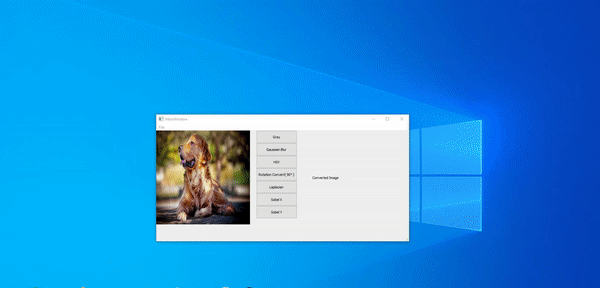 MainWindow
File
Gray
Gaussian Blur
HSV
Rotation Convert( 90° )
Laplacian
Sobel X
Sobel Y
Converted Image